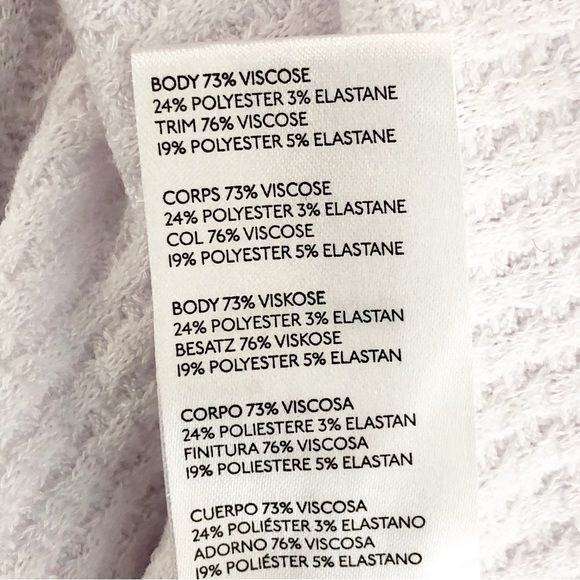 BODY 73% VISCOSE
24% POLYESTER 3% ELASTANE
TRIM 76% VISCOSE
19% POLYESTER 5% ELASTANE
CORPS 73% VISCOSE
24% POLYESTER 3% ELASTANE
COL 76% VISCOSE
19% POLYESTER 5% ELASTANE
BODY 73% VISKOSE
24% POLYESTER 3% ELASTAN
BESATZ 76% VISKOSE
19% POLYESTER 5% ELASTAN
CORPO 73% VISCOSA
24% POLIESTERE 3% ELASTAN
FINITURA 76% VISCOSA
19% POLIESTERE 5% ELASTAN
CUERPO 73% VISCOSA
24% POLIÉSTER 3% ELASTANO
ADORNO 76% VISCOSA
19% POLIÉSTER 5% ELASTANO